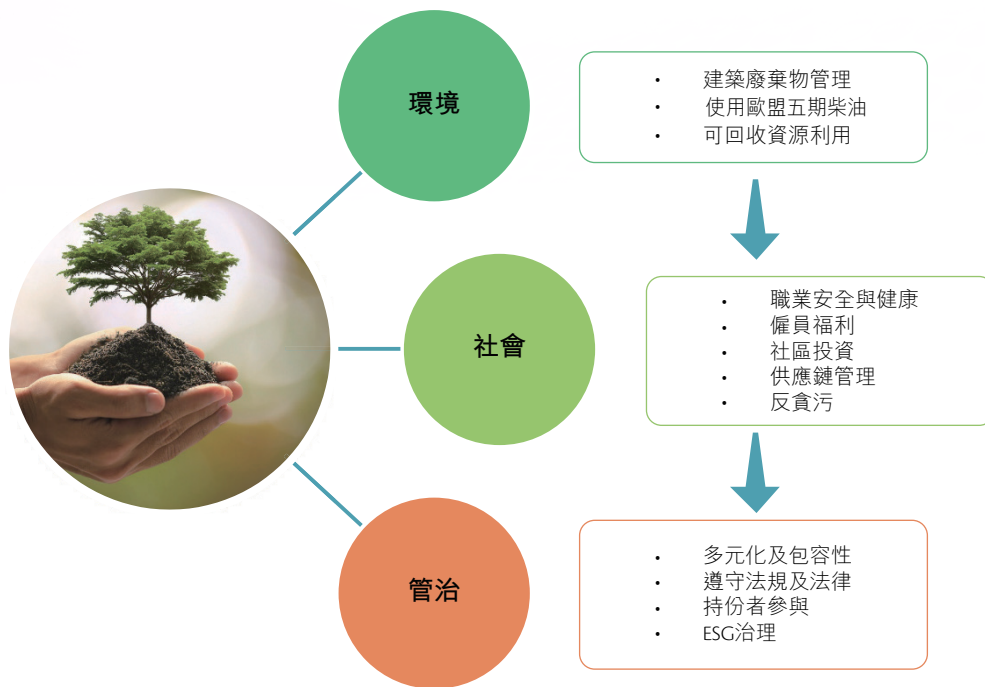 環境
• 建築廢棄物管理
• 使用歐盟五期柴油
• 可回收資源利用
社會
• 職業安全與健康
• 僱員福利
• 社區投資
• 供應鏈管理
• 反貪污
管治
• 多元化及包容性
• 遵守法規及法律
• 持份者參與
• ESG治理